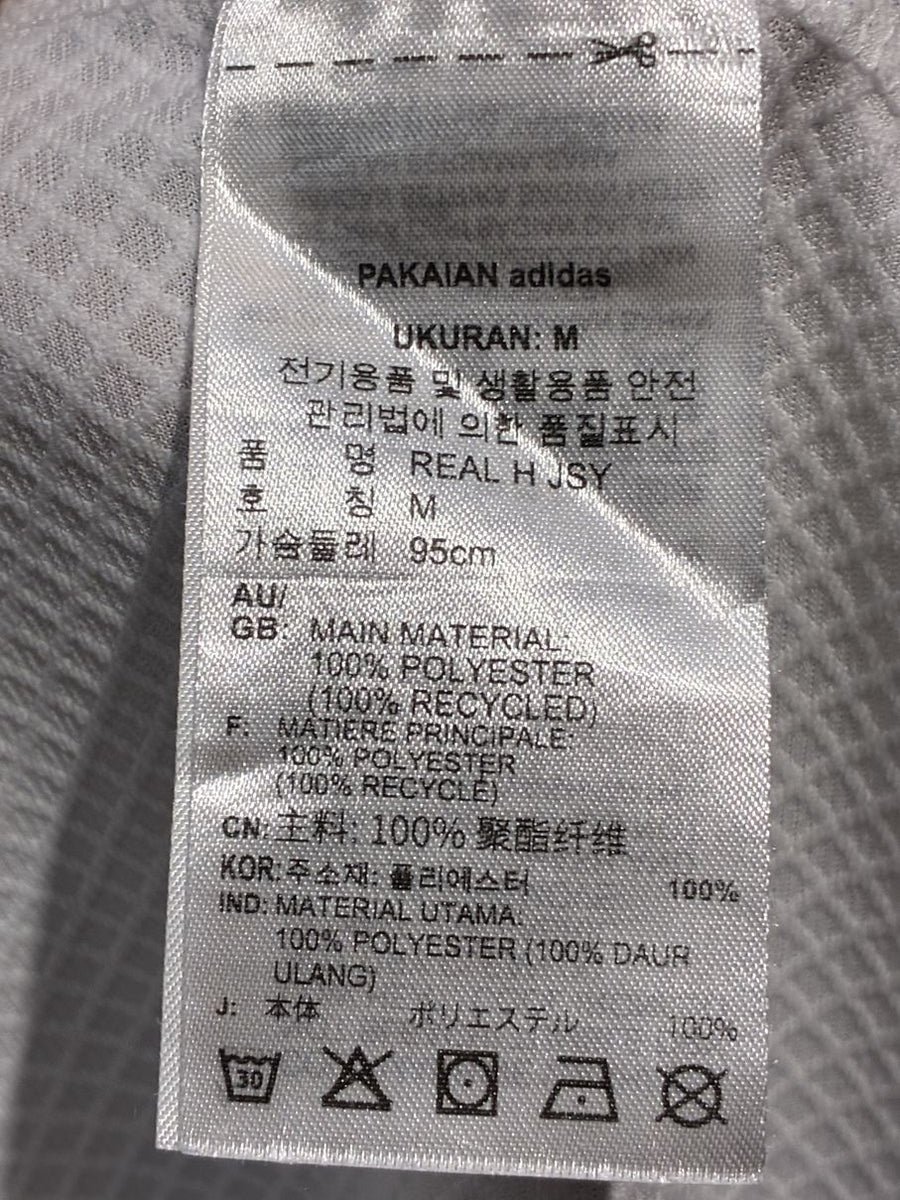 PAKAIAN adidas
UKURAN: M
전기용품 및 생활용품 안전
관리법에 의한 품질표시
품 명 REAL H JSY
호 칭 M
가슴둘레 95cm
AU/
GB: MAIN MATERIAL:
100% POLYESTER
(100% RECYCLED)
F: MATIERE PRINCIPALE:
100% POLYESTER
(100% RECYCLE)
CN: 主料: 100% 聚酯纤维
KOR: 주소재: 폴리에스터 100%
IND: MATERIAL UTAMA:
100% POLYESTER (100% DAUR
ULANG)
J: 本体 ポリエステル 100%
30